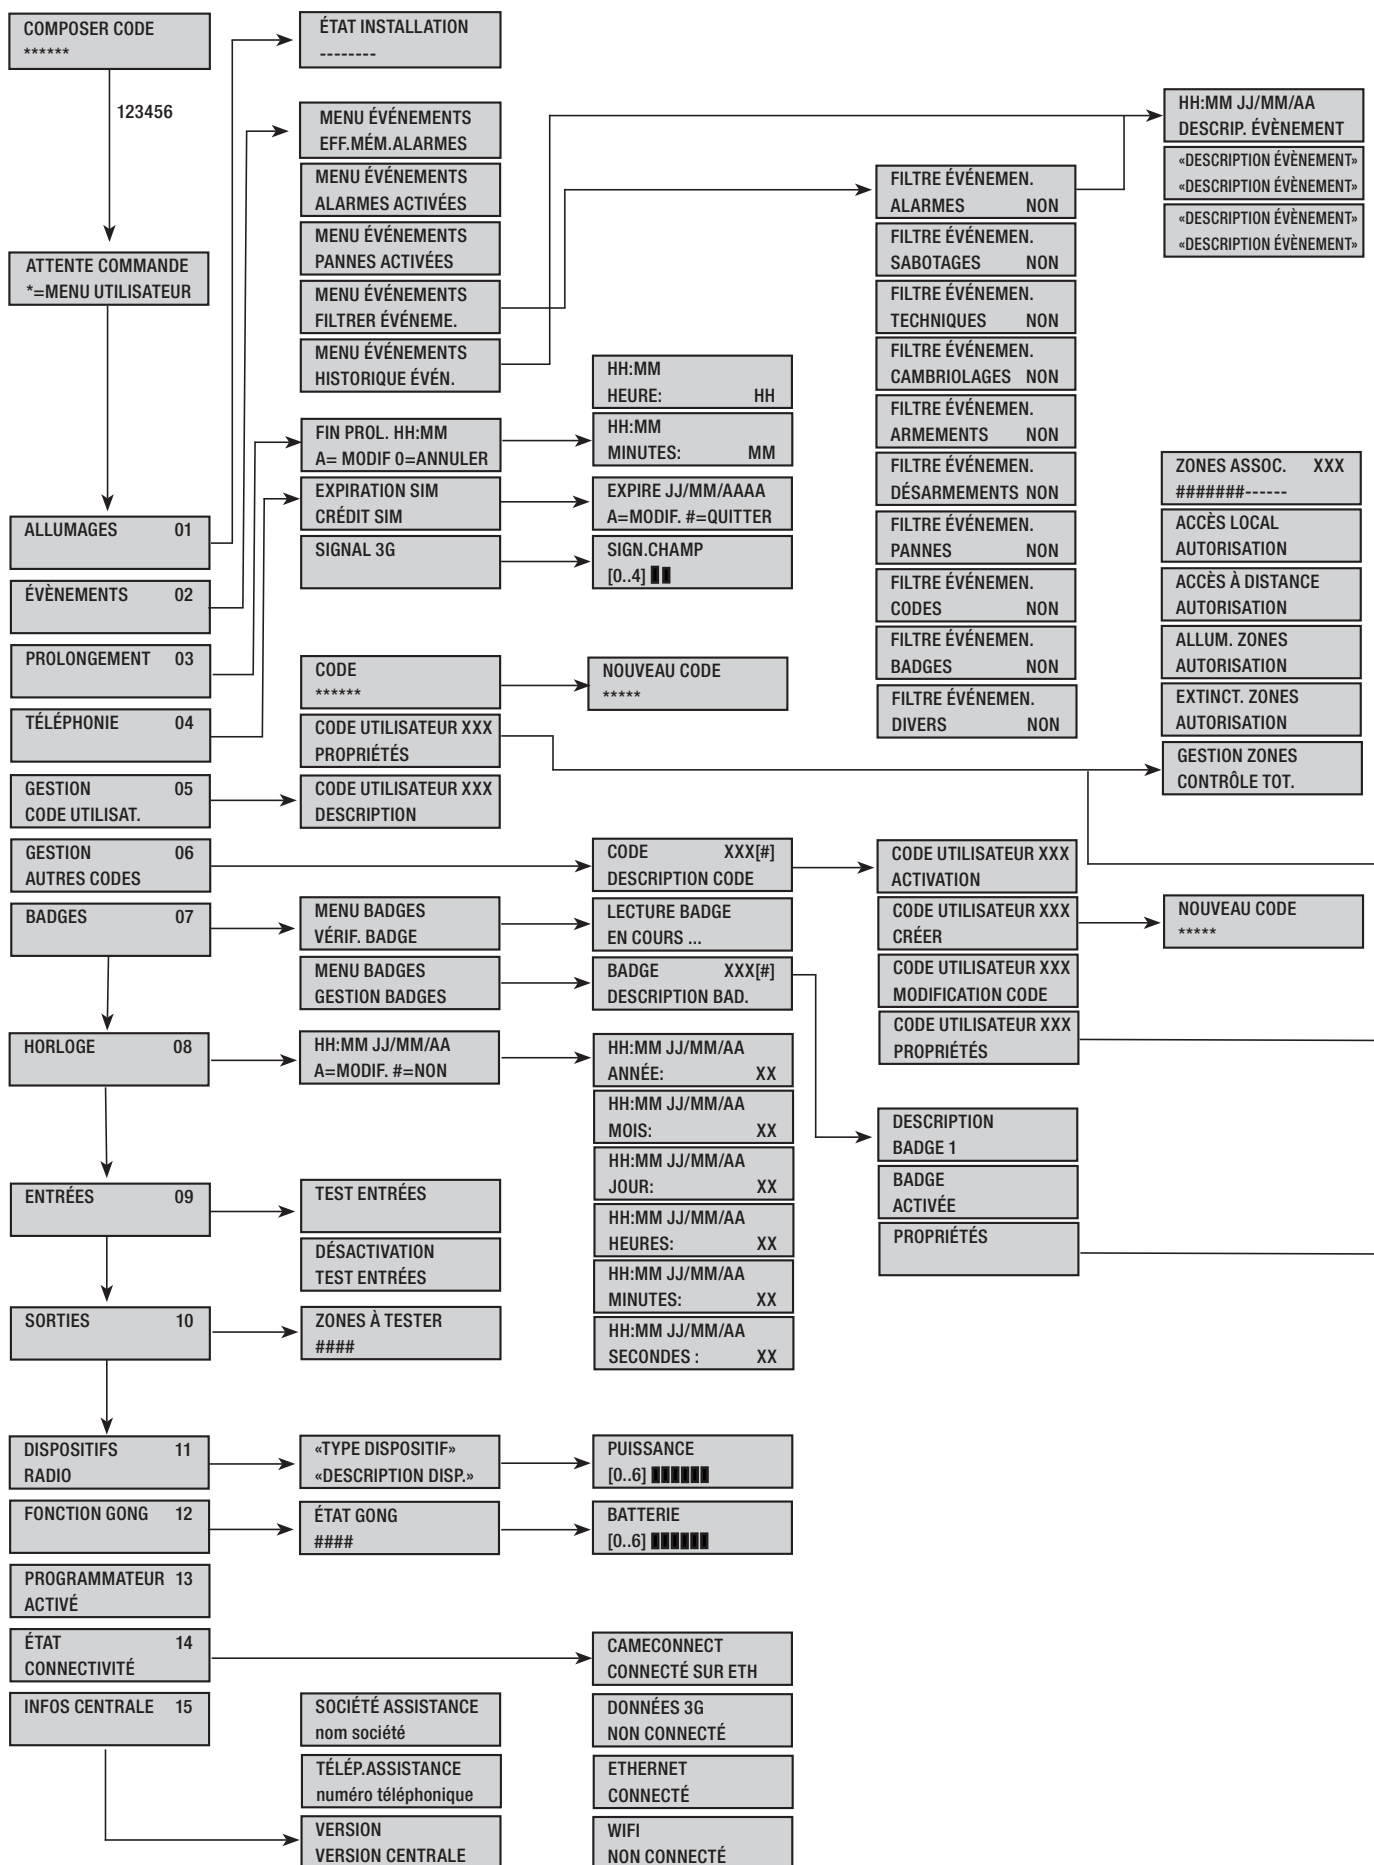 COMPOSER CODE
******
123456
ATTENTE COMMANDE
*=MENU UTILISATEUR
ALLUMAGES 01
ÉVÈNEMENTS 02
PROLONGEMENT 03
TÉLÉPHONIE 04
GESTION 05
CODE UTILISAT.
GESTION 06
AUTRES CODES
BADGES 07
HORLOGE 08
ENTRÉES 09
SORTIES 10
DISPOSITIFS 11
RADIO
FONCTION GONG 12
PROGRAMMATEUR 13
ACTIVÉ
ÉTAT 14
CONNECTIVITÉ
INFOS CENTRALE 15
ÉTAT INSTALLATION
--------
MENU ÉVÉNEMENTS
EFF.MÉM.ALARMES
MENU ÉVÉNEMENTS
ALARMES ACTIVÉES
MENU ÉVÉNEMENTS
PANNES ACTIVÉES
MENU ÉVÉNEMENTS
FILTRER ÉVÉNEME.
MENU ÉVÉNEMENTS
HISTORIQUE ÉVÉN.
FIN PROL. HH:MM
A= MODIF 0=ANNULER
EXPIRATION SIM
CRÉDIT SIM
SIGNAL 3G
CODE
******
CODE UTILISATEUR XXX
PROPRIÉTÉS
CODE UTILISATEUR XXX
DESCRIPTION
MENU BADGES
VÉRIF. BADGE
MENU BADGES
GESTION BADGES
HH:MM JJ/MM/AA
A=MODIF. #=NON
TEST ENTRÉES
DÉSACTIVATION
TEST ENTRÉES
ZONES À TESTER
####
«TYPE DISPOSITIF»
«DESCRIPTION DISP.»
ÉTAT GONG
####
SOCIÉTÉ ASSISTANCE
nom société
TÉLÉP.ASSISTANCE
numéro téléphonique
VERSION
VERSION CENTRALE
HH:MM
HEURE: HH
HH:MM
MINUTES: MM
EXPIRE JJ/MM/AAAA
A=MODIF. #=QUITTER
SIGN.CHAMP
[0..4]
NOUVEAU CODE
*****
CODE XXX[#]
DESCRIPTION CODE
LECTURE BADGE
EN COURS ...
BADGE XXX[#]
DESCRIPTION BAD.
HH:MM JJ/MM/AA
ANNÉE: XX
HH:MM JJ/MM/AA
MOIS: XX
HH:MM JJ/MM/AA
JOUR: XX
HH:MM JJ/MM/AA
HEURES: XX
HH:MM JJ/MM/AA
MINUTES: XX
HH:MM JJ/MM/AA
SECONDES : XX
PUISSANCE
[0..6]
BATTERIE
[0..6]
CAMECONNECT
CONNECTÉ SUR ETH
DONNÉES 3G
NON CONNECTÉ
ETHERNET
CONNECTÉ
WIFI
NON CONNECTÉ
FILTRE ÉVÉNEMEN.
ALARMES NON
FILTRE ÉVÉNEMEN.
SABOTAGES NON
FILTRE ÉVÉNEMEN.
TECHNIQUES NON
FILTRE ÉVÉNEMEN.
CAMBRIOLAGES NON
FILTRE ÉVÉNEMEN.
ARMEMENTS NON
FILTRE ÉVÉNEMEN.
DÉSARMEMENTS NON
FILTRE ÉVÉNEMEN.
PANNES NON
FILTRE ÉVÉNEMEN.
CODES NON
FILTRE ÉVÉNEMEN.
BADGES NON
FILTRE ÉVÉNEMEN.
DIVERS NON
CODE UTILISATEUR XXX
ACTIVATION
CODE UTILISATEUR XXX
CRÉER
CODE UTILISATEUR XXX
MODIFICATION CODE
CODE UTILISATEUR XXX
PROPRIÉTÉS
DESCRIPTION
BADGE 1
BADGE
ACTIVÉE
PROPRIÉTÉS
HH:MM JJ/MM/AA
DESCRIP. ÉVÈNEMENT
«DESCRIPTION ÉVÈNEMENT»
«DESCRIPTION ÉVÈNEMENT»
«DESCRIPTION ÉVÈNEMENT»
«DESCRIPTION ÉVÈNEMENT»
ZONES ASSOC. XXX
#######------
ACCÈS LOCAL
AUTORISATION
ACCÈS À DISTANCE
AUTORISATION
ALLUM. ZONES
AUTORISATION
EXTINCT. ZONES
AUTORISATION
GESTION ZONES
CONTRÔLE TOT.
NOUVEAU CODE
*****